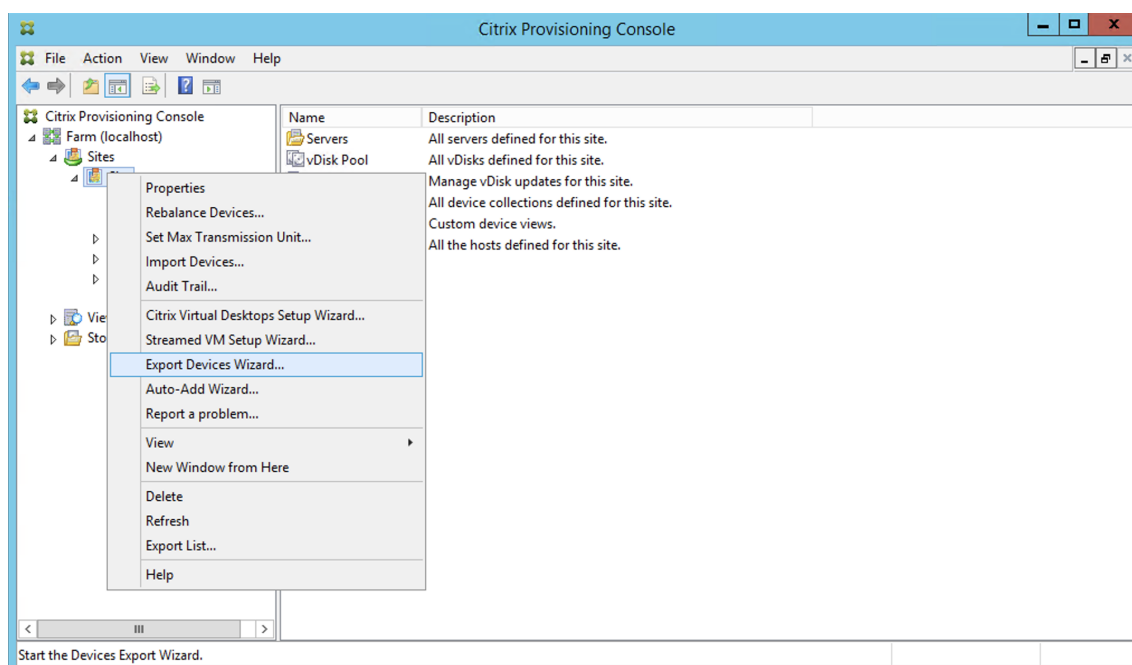 Citrix Provisioning Console
File Action View Window Help
Citrix Provisioning Console
Farm (localhost)
Sites
Vie
Sto
Name Description
Servers All servers defined for this site.
vDisk Pool All vDisks defined for this site.
Manage vDisk updates for this site.
All device collections defined for this site.
Custom device views.
All the hosts defined for this site.
Properties
Rebalance Devices...
Set Max Transmission Unit...
Import Devices...
Audit Trail...
Citrix Virtual Desktops Setup Wizard...
Streamed VM Setup Wizard...
Export Devices Wizard...
Auto-Add Wizard...
Report a problem...
View
New Window from Here
Delete
Refresh
Export List...
Help
Start the Devices Export Wizard.